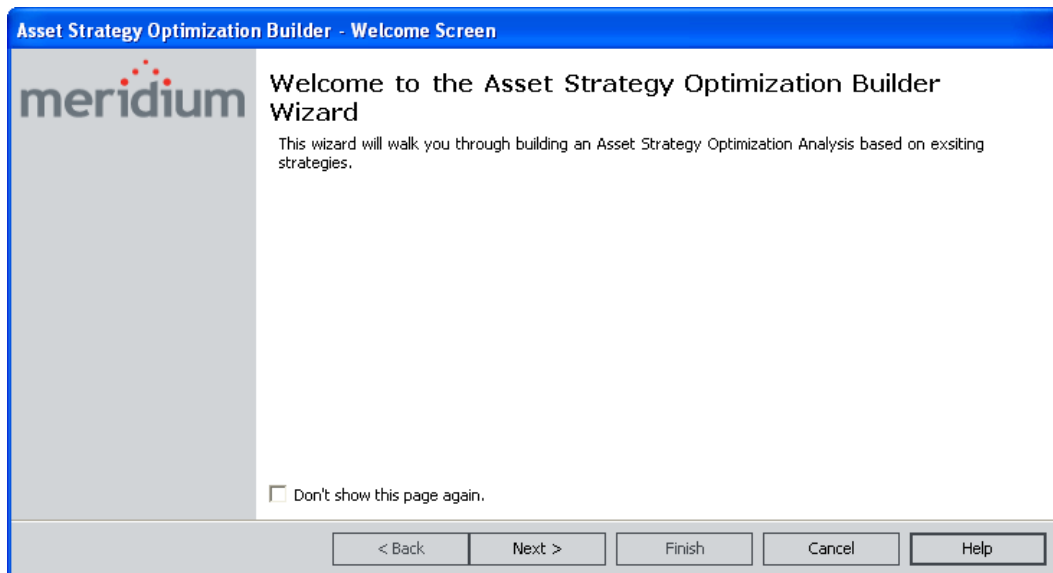 Asset Strategy Optimization Builder - Welcome Screen
meridium
Welcome to the Asset Strategy Optimization Builder
Wizard
This wizard will walk you through building an Asset Strategy Optimization Analysis based on exsiting
strategies.
Don't show this page again.
< Back Next > Finish Cancel Help